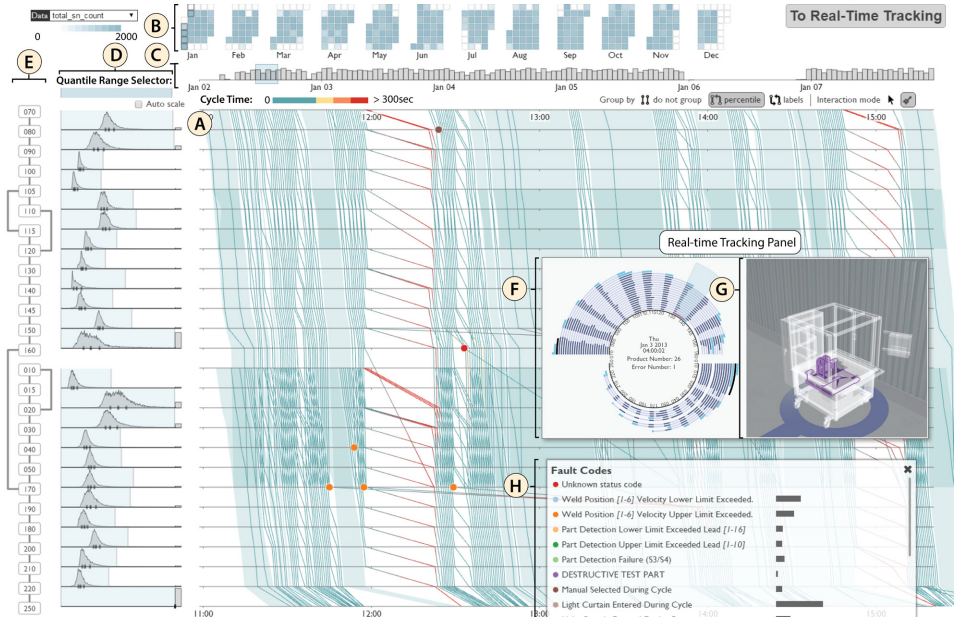 Data total_sn_count
To Real-Time Tracking
B
0 2000
Jan Feb Mar Apr May Jun Jul Aug Sep Oct Nov Dec
E D C
Quantile Range Selector:
Jan 02 Jan 03 Jan 04 Jan 06 Jan 07
Auto scale
Cycle Time: 0 > 300sec
Group by do not group percentile labels Interaction mode
A
12:00 13:00 14:00 15:00
070
080
090
100
105
110
115
120
130
140
145
150
160
010
015
020
030
040
050
170
190
180
200
210
220
250
Real-time Tracking Panel
F G
Thu
Jan 3 2013
04:00:02
Product Number: 26
Error Number: 1
H
Fault Codes
Unknown status code
Weld Position [1-6] Velocity Lower Limit Exceeded.
Weld Position [1-6] Velocity Upper Limit Exceeded.
Part Detection Lower Limit Exceeded Lead [1-16]
Part Detection Upper Limit Exceeded Lead [1-10]
Part Detection Failure (S3/S4)
DESTRUCTIVE TEST PART
Manual Selected During Cycle
Light Curtain Entered During Cycle
11:00 12:00 13:00 14:00 15:00